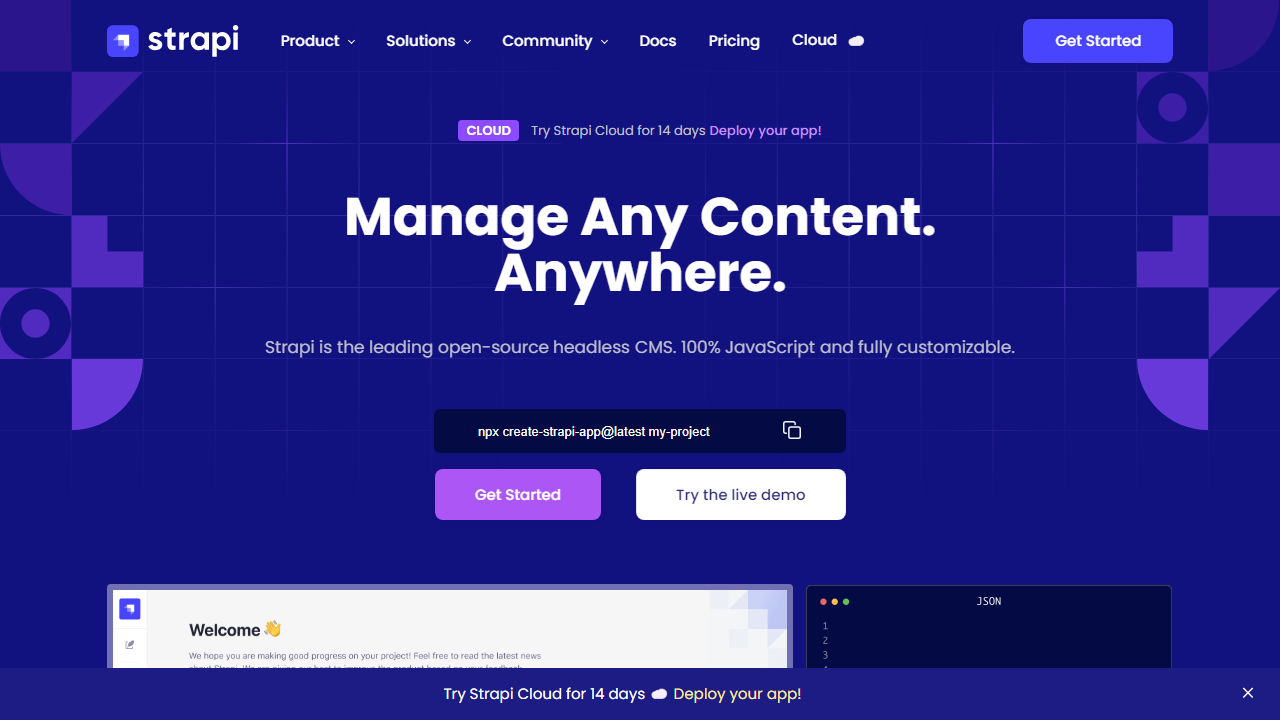 strapi
Product
Solutions
Community
Docs
Pricing
Cloud
Get Started
CLOUD Try Strapi Cloud for 14 days Deploy your app!
Manage Any Content.
Anywhere.
Strapi is the leading open-source headless CMS. 100% JavaScript and fully customizable.
npx create-strapi-app@latest my-project
Get Started
Try the live demo
Welcome 👋
We hope you are making good progress on your project! Feel free to read the latest news
JSON
1
2
3
Try Strapi Cloud for 14 days Deploy your app!